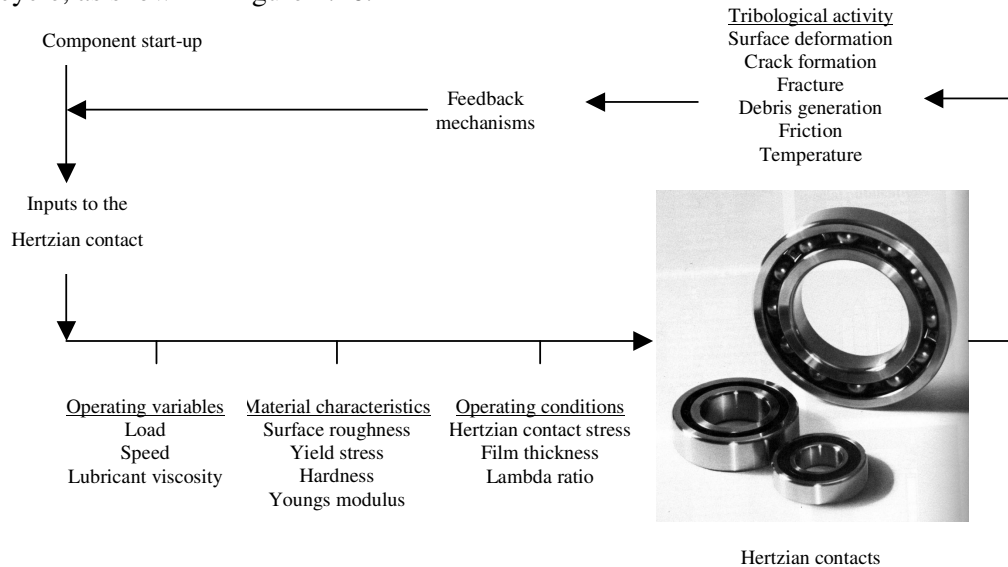 Component start-up
Tribological activity
Surface deformation
Crack formation
Fracture
Debris generation
Friction
Temperature
Feedback
mechanisms
Inputs to the
Hertzian contact
Operating variables
Load
Speed
Lubricant viscosity
Material characteristics
Surface roughness
Yield stress
Hardness
Youngs modulus
Operating conditions
Hertzian contact stress
Film thickness
Lambda ratio
Hertzian contacts